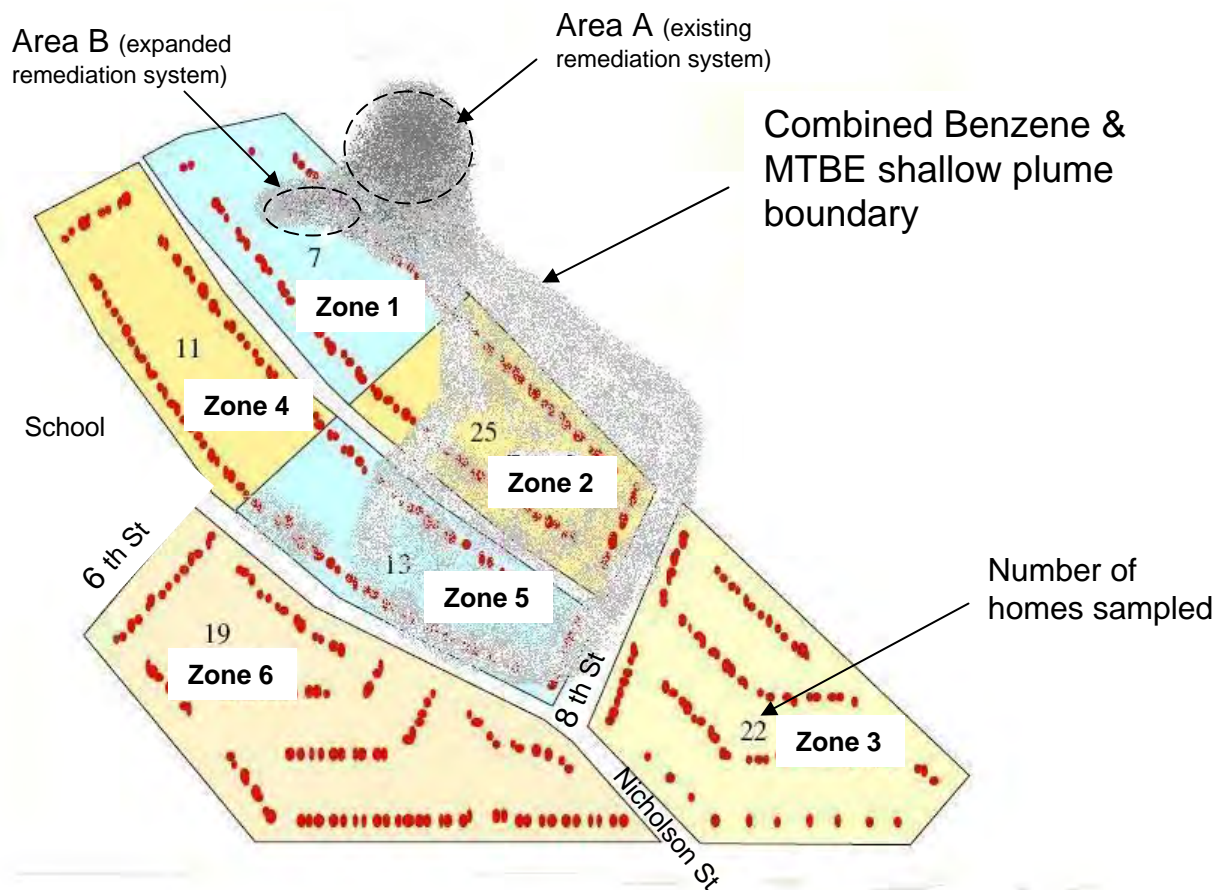 Area B (expanded
remediation system)
Area A (existing
remediation system)
Combined Benzene &
MTBE shallow plume
boundary
7
Zone 1
11
Zone 4
School
25
Zone 2
13
Zone 5
6 th St
19
Zone 6
8 th St
Number of
homes sampled
22
Zone 3
Nicholson St